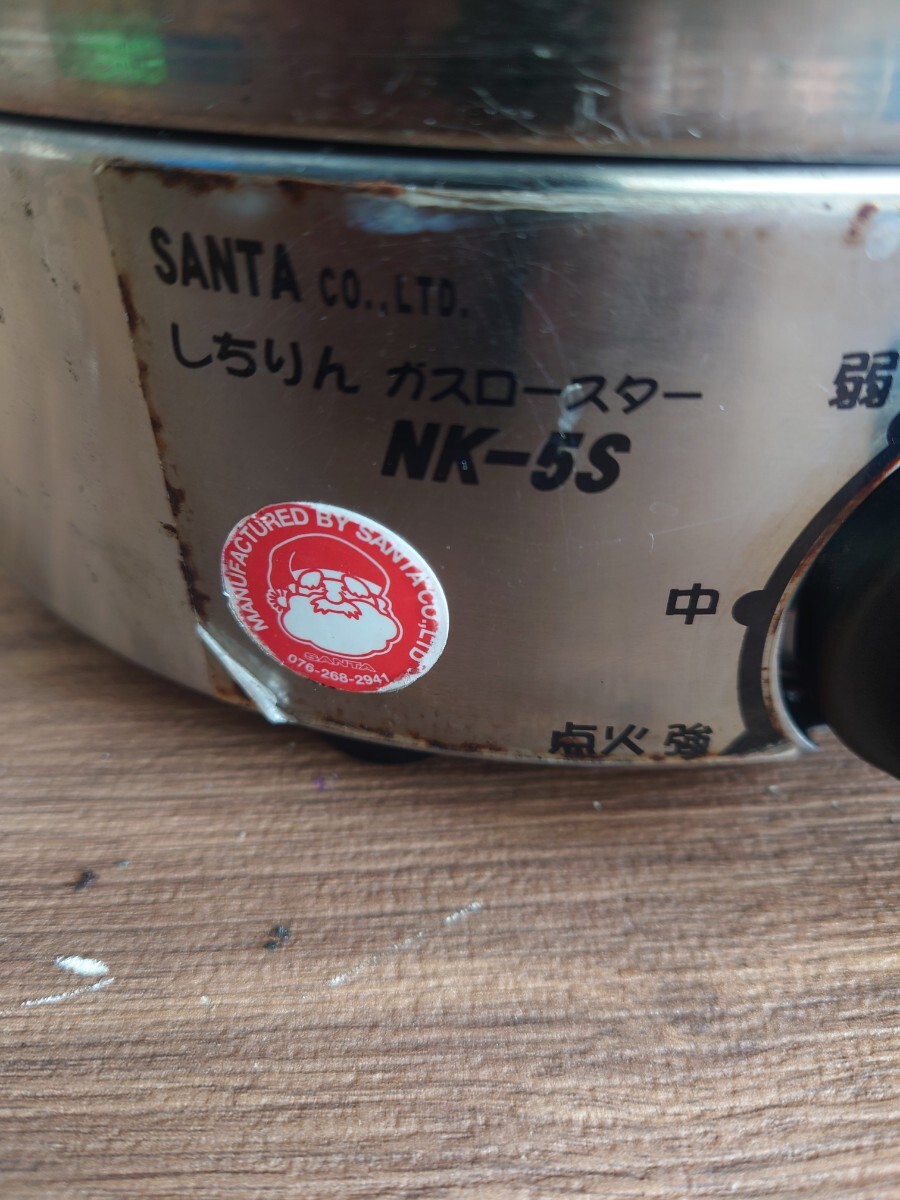 SANTA CO.,LTD.
しちりん ガスロースター
NK-5S
弱
中
点火 強
MANUFACTURED BY SANTA CO.,LTD
SANTA
076-268-2941